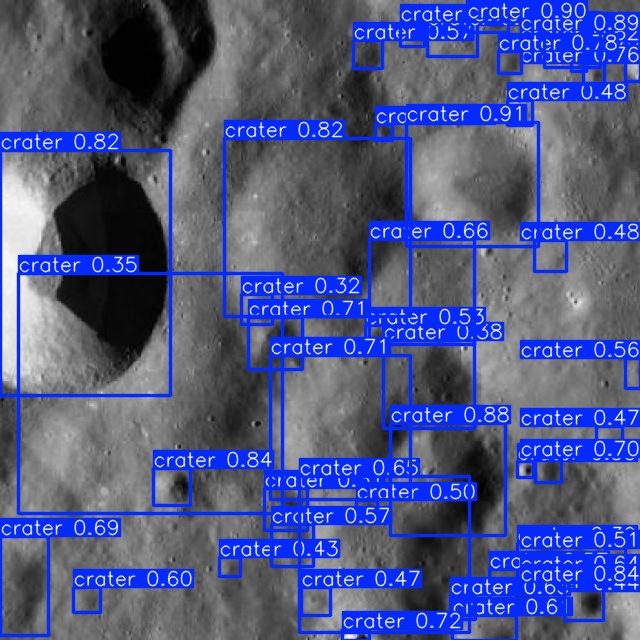 crater 0.90
crater 0.89
crater 0.57
crater 0.78
crater 0.76
crater 0.48
crater 0.91
crater 0.82
crater 0.82
crater 0.66
crater 0.48
crater 0.35
crater 0.32
crater 0.71
crater 0.53
crater 0.38
crater 0.71
crater 0.56
crater 0.88
crater 0.47
crater 0.70
crater 0.84
crater 0.65
crater 0.50
crater 0.57
crater 0.69
crater 0.51
crater 0.43
crater 0.64
crater 0.84
crater 0.60
crater 0.47
crater 0.72